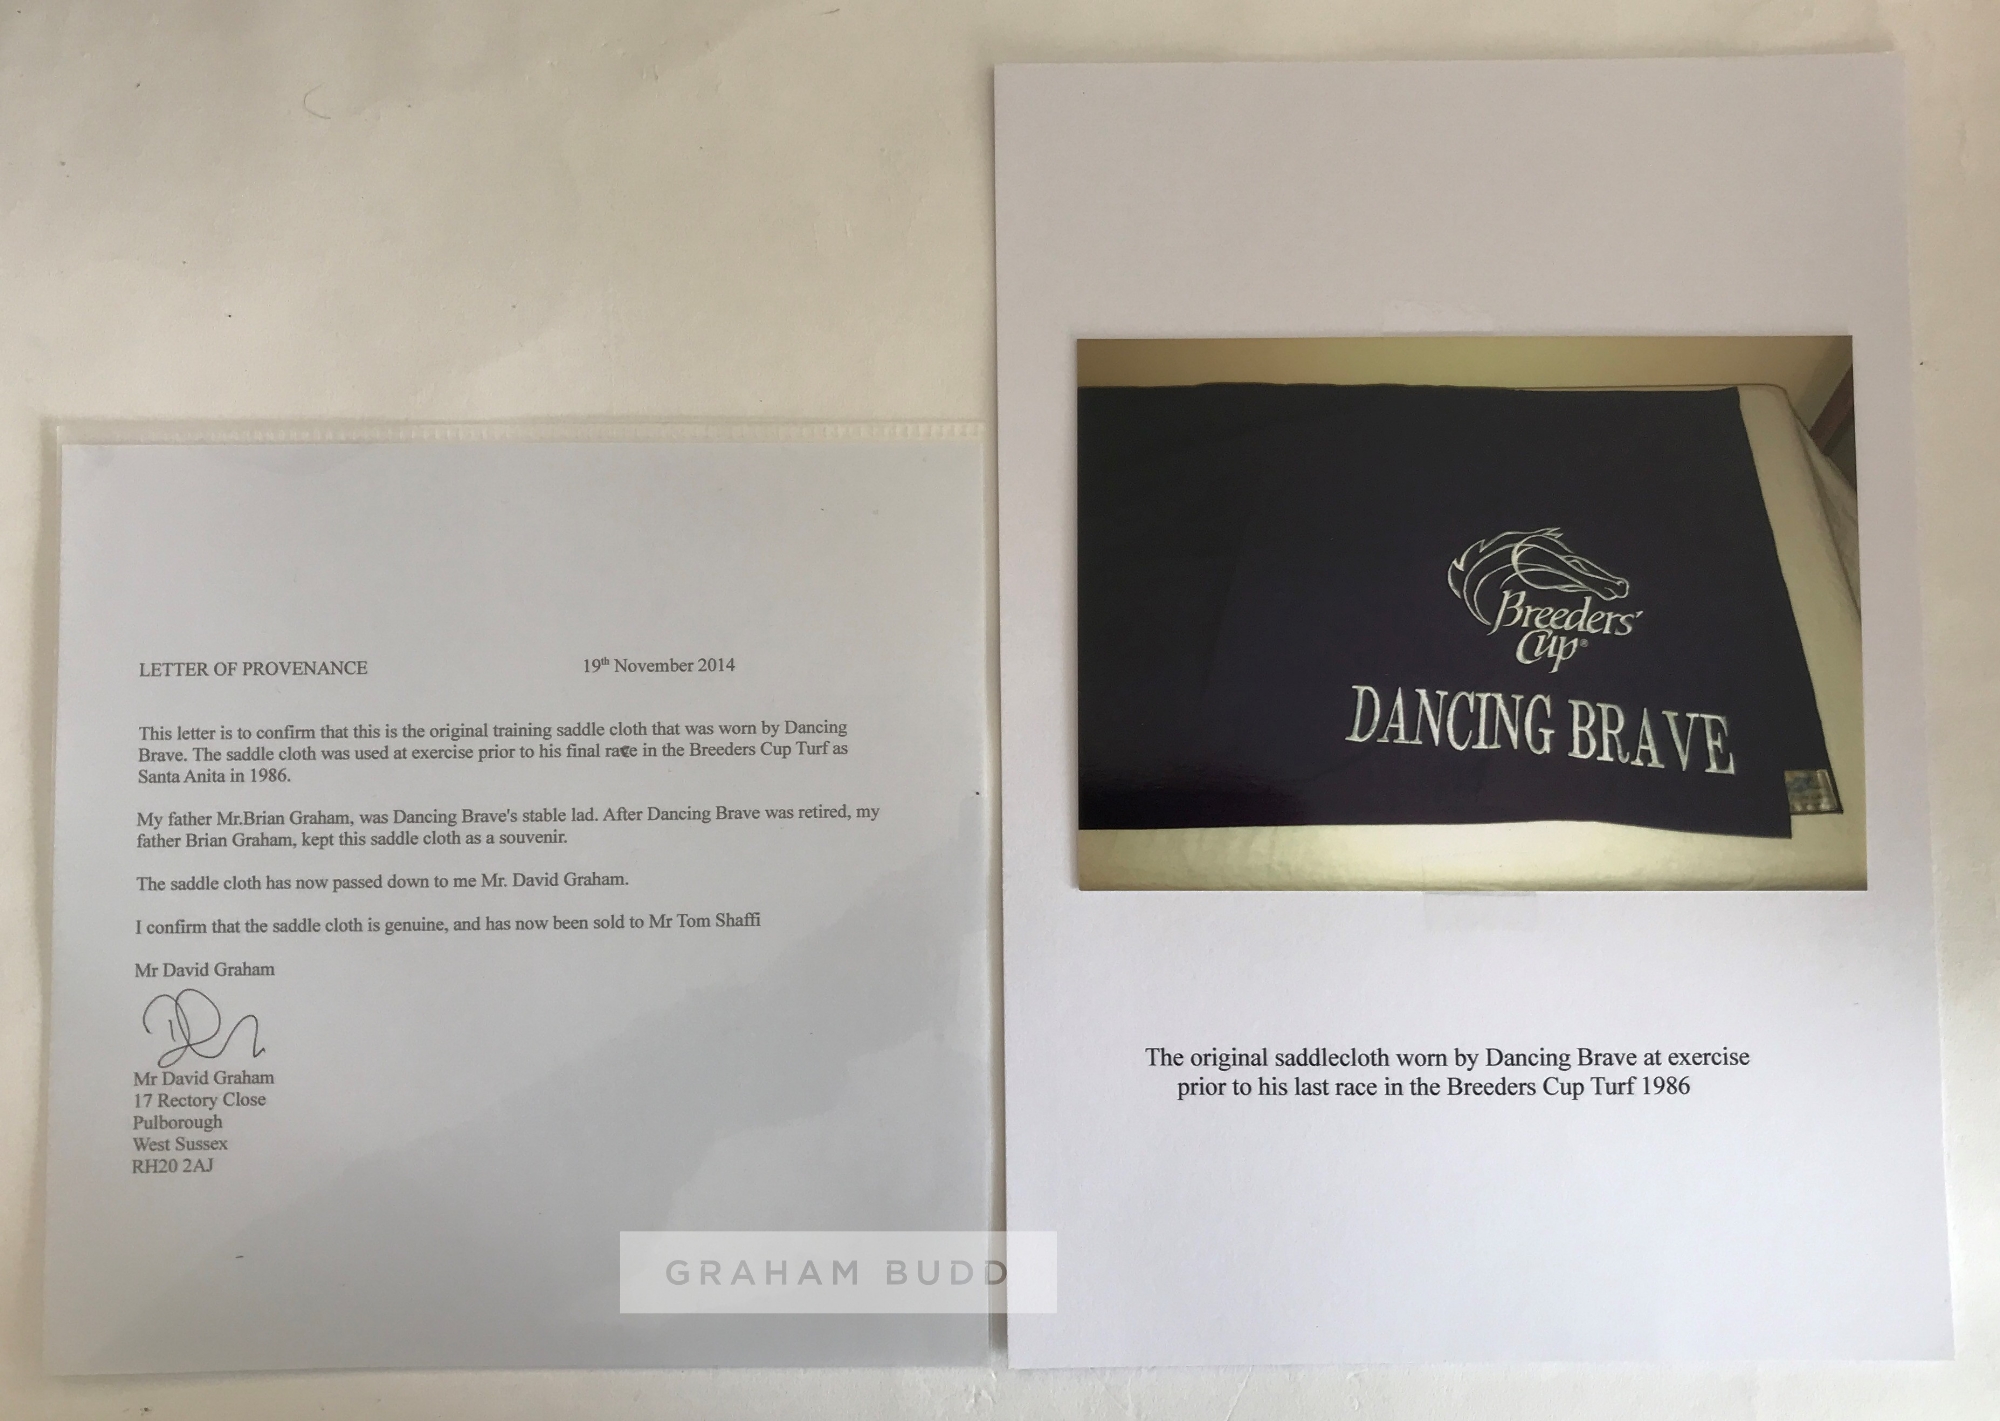 LETTER OF PROVENANCE 19th November 2014
This letter is to confirm that this is the original training saddle cloth that was worn by Dancing
Brave. The saddle cloth was used at exercise prior to his final race in the Breeders Cup Turf as
Santa Anita in 1986.
My father Mr.Brian Graham, was Dancing Brave's stable lad. After Dancing Brave was retired, my
father Brian Graham, kept this saddle cloth as a souvenir.
The saddle cloth has now passed down to me Mr. David Graham.
I confirm that the saddle cloth is genuine, and has now been sold to Mr Tom Shaffi
Mr David Graham
Mr David Graham
17 Rectory Close
Pulborough
West Sussex
RH20 2AJ
Breeders'
Cup®
DANCING BRAVE
The original saddlecloth worn by Dancing Brave at exercise
prior to his last race in the Breeders Cup Turf 1986
GRAHAM BUDD